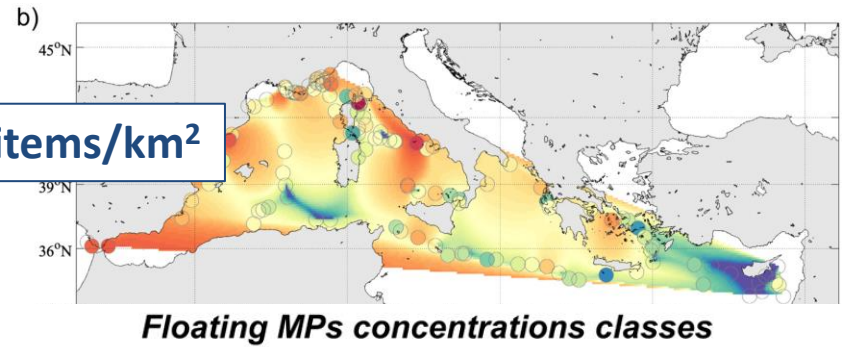 b)
45°N
items/km²
39°N
36°N
Floating MPs concentrations classes